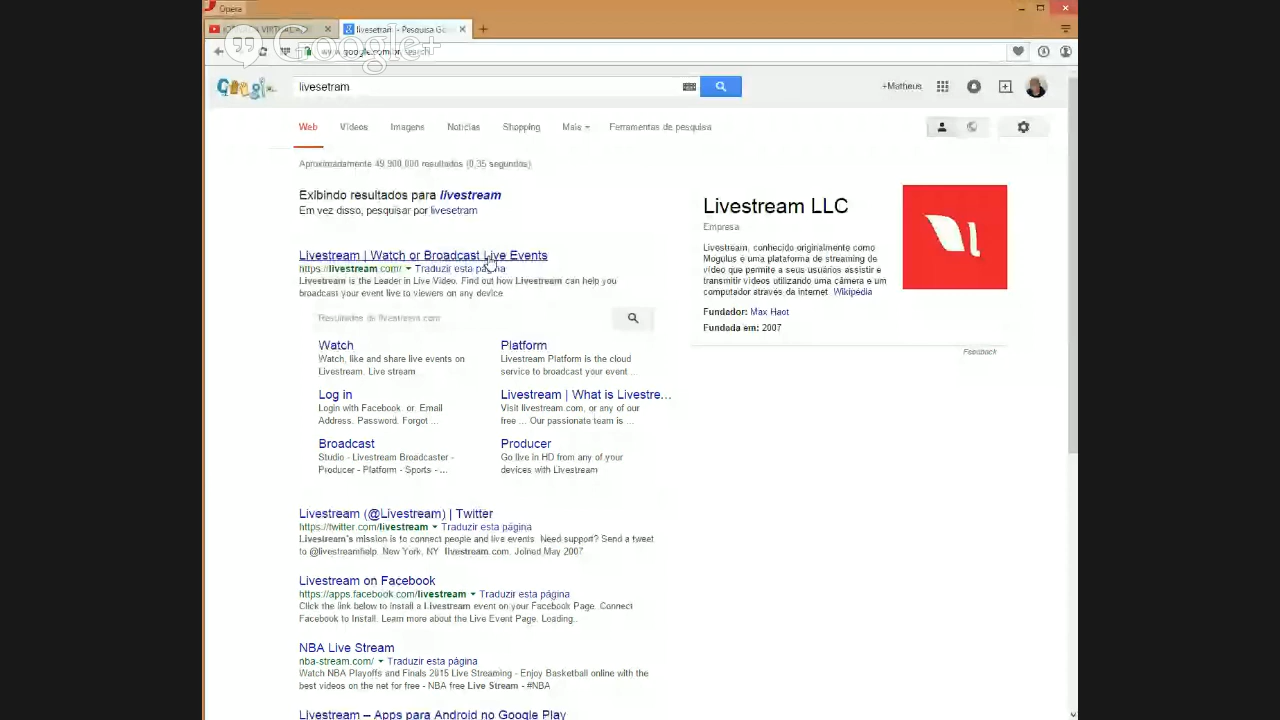 Opera
livesetram - Pesquisa Go
Google+
Google
livesetram
+Matheus
Web
Vídeos
Imagens
Notícias
Shopping
Mais
Ferramentas de pesquisa
Aproximadamente 49.900.000 resultados (0,35 segundos)
Exibindo resultados para livestream
Em vez disso, pesquisar por livesetram
Livestream | Watch or Broadcast Live Events
https://livestream.com/ Traduzir esta página
Livestream is the Leader in Live Video. Find out how Livestream can help you
broadcast your event live to viewers on any device
Resultados de livestream.com
Watch
Watch, like and share live events on
Livestream. Live stream
Platform
Livestream Platform is the cloud
service to broadcast your event ...
Log in
Login with Facebook. or. Email
Address. Password. Forgot ...
Livestream | What is Livestre...
Visit livestream.com, or any of our
free ... Our passionate team is ...
Broadcast
Studio - Livestream Broadcaster -
Producer - Platform - Sports - ...
Producer
Go live in HD from any of your
devices with Livestream
Livestream (@Livestream) | Twitter
https://twitter.com/livestream Traduzir esta página
Livestream's mission is to connect people and live events. Need support? Send a tweet
to @livestreamhelp. New York, NY livestream.com. Joined May 2007
Livestream on Facebook
https://apps.facebook.com/livestream Traduzir esta página
Click the link below to install a Livestream event on your Facebook Page. Connect
Facebook to Install. Learn more about the Live Event Page. Loading..
NBA Live Stream
nba-stream.com/ Traduzir esta página
Watch NBA Playoffs and Finals 2015 Live Streaming - Enjoy Basketball online with the
best videos on the net for free - NBA free Live Stream - #NBA
Livestream – Apps para Android no Google Play
Livestream LLC
Empresa
Livestream, conhecido originalmente como
Mogulus é uma plataforma de streaming de
vídeo que permite a seus usuários assistir e
transmitir vídeos utilizando uma câmera e um
computador através da internet Wikipédia
Fundador: Max Haot
Fundada em: 2007
Feedback